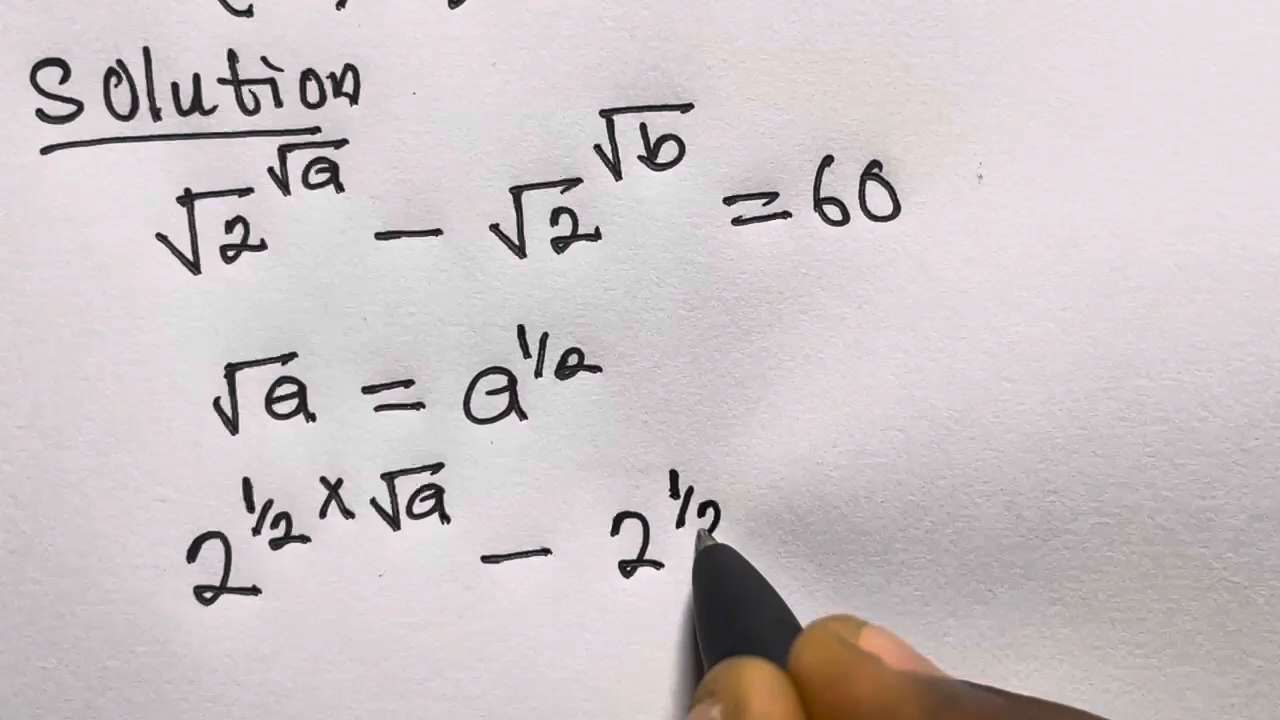 Solution
√2^√a - √2^√b = 60
√a = a^1/2
2^1/2 × √a - 2^1/2